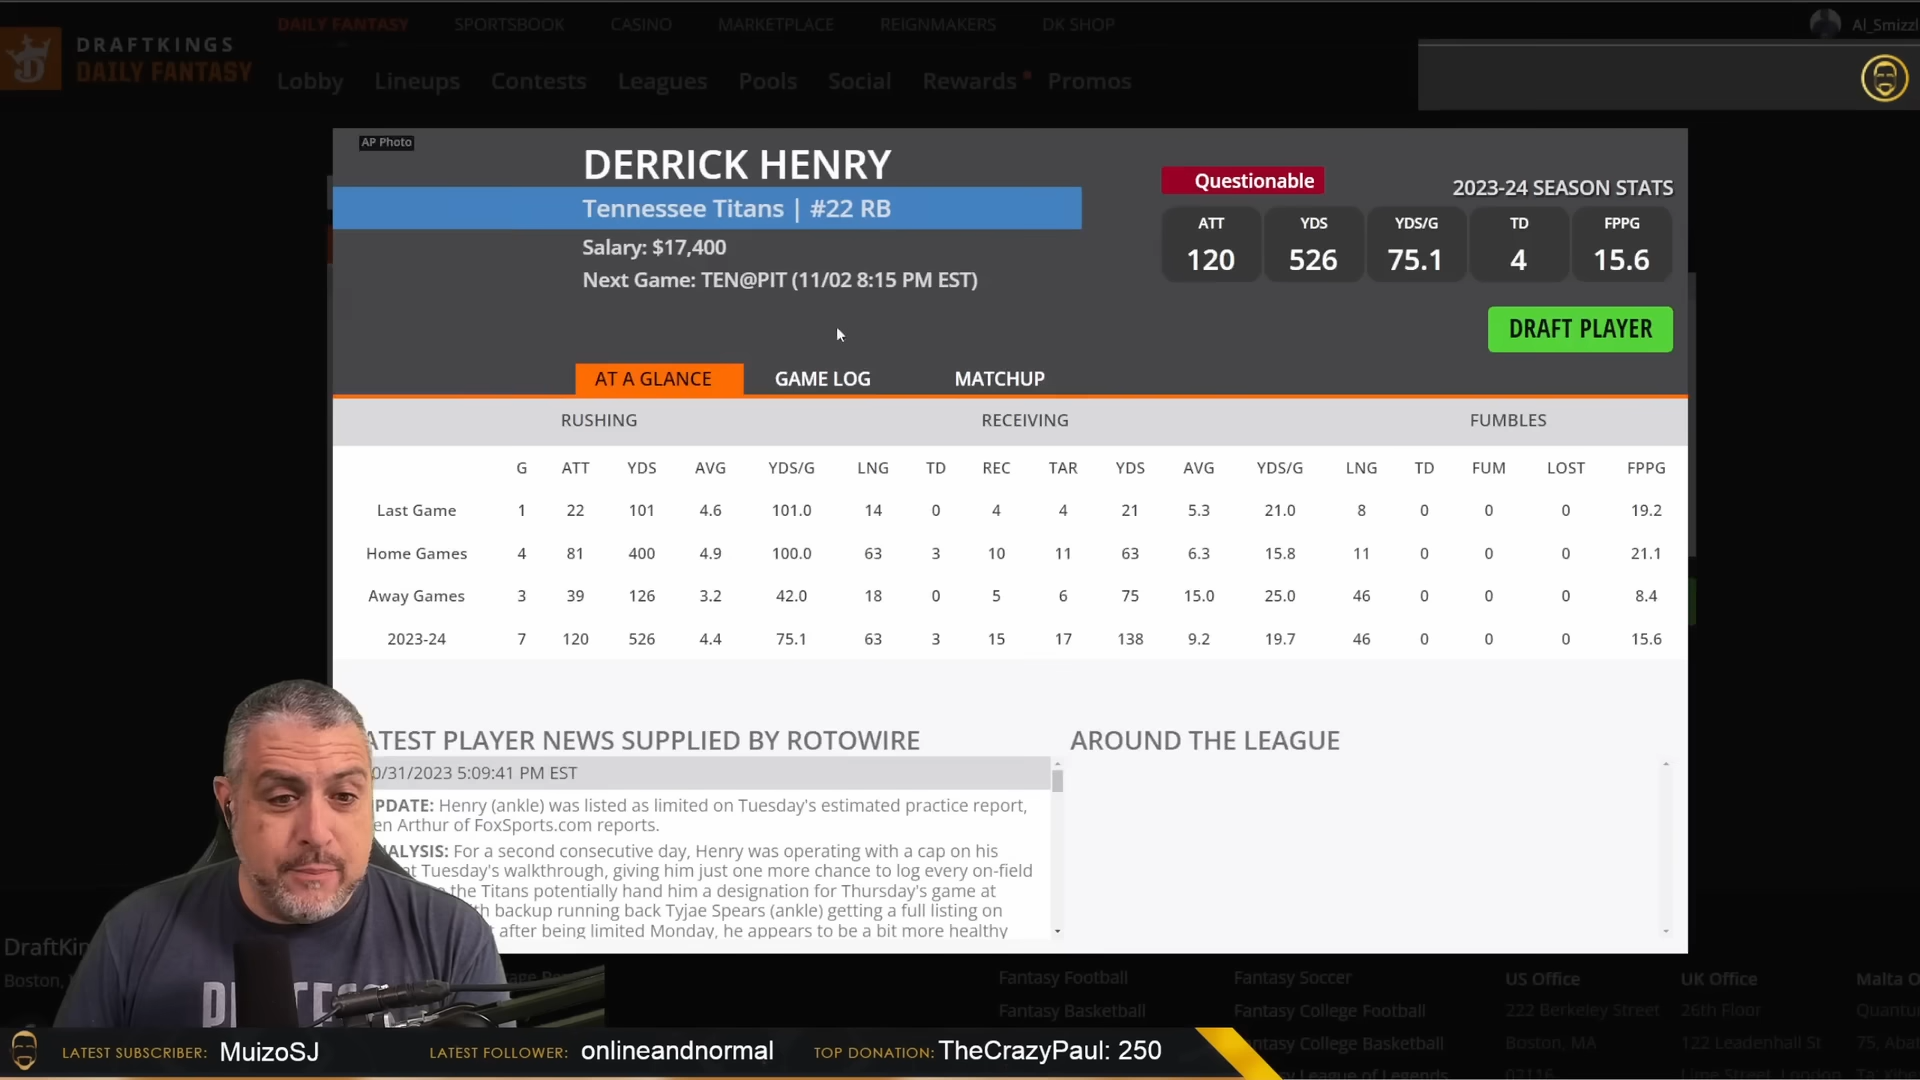 DAILY FANTASY SPORTSBOOK CASINO MARKETPLACE REIGNMAKERS DK SHOP
Al_Smizzl
DRAFTKINGS
DAILY FANTASY
Lobby Lineups Contests Leagues Pools Social Rewards Promos
AP Photo
DERRICK HENRY
Tennessee Titans | #22 RB
Salary: $17,400
Next Game: TEN@PIT (11/02 8:15 PM EST)
Questionable
2023-24 SEASON STATS
ATT YDS YDS/G TD FPPG
120 526 75.1 4 15.6
DRAFT PLAYER
AT A GLANCE GAME LOG MATCHUP
RUSHING RECEIVING FUMBLES
G ATT YDS AVG YDS/G LNG TD REC TAR YDS AVG YDS/G LNG TD FUM LOST FPPG
Last Game 1 22 101 4.6 101.0 14 0 4 4 21 5.3 21.0 8 0 0 0 19.2
Home Games 4 81 400 4.9 100.0 63 3 10 11 63 6.3 15.8 11 0 0 0 21.1
Away Games 3 39 126 3.2 42.0 18 0 5 6 75 15.0 25.0 46 0 0 0 8.4
2023-24 7 120 526 4.4 75.1 63 3 15 17 138 9.2 19.7 46 0 0 0 15.6
ATEST PLAYER NEWS SUPPLIED BY ROTOWIRE
AROUND THE LEAGUE
0/31/2023 5:09:41 PM EST
PDATE: Henry (ankle) was listed as limited on Tuesday's estimated practice report,
en Arthur of FoxSports.com reports.
ALYSIS: For a second consecutive day, Henry was operating with a cap on his
at Tuesday's walkthrough, giving him just one more chance to log every on-field
the Titans potentially hand him a designation for Thursday's game at
th backup running back Tyjae Spears (ankle) getting a full listing on
after being limited Monday, he appears to be a bit more healthy
DraftKin
Boston,
Fantasy Football
Fantasy Basketball
Fantasy Soccer
Fantasy College Football
Fantasy College Basketball
y League of Legends
US Office
222 Berkeley Street
Boston, MA
02116
UK Office
26th Floor
122 Leadenhall St
Lime Street, London
Malta O
Quantu
75, Aba
LATEST SUBSCRIBER: MuizoSJ
LATEST FOLLOWER: onlineandnormal
TOP DONATION: TheCrazyPaul: 250